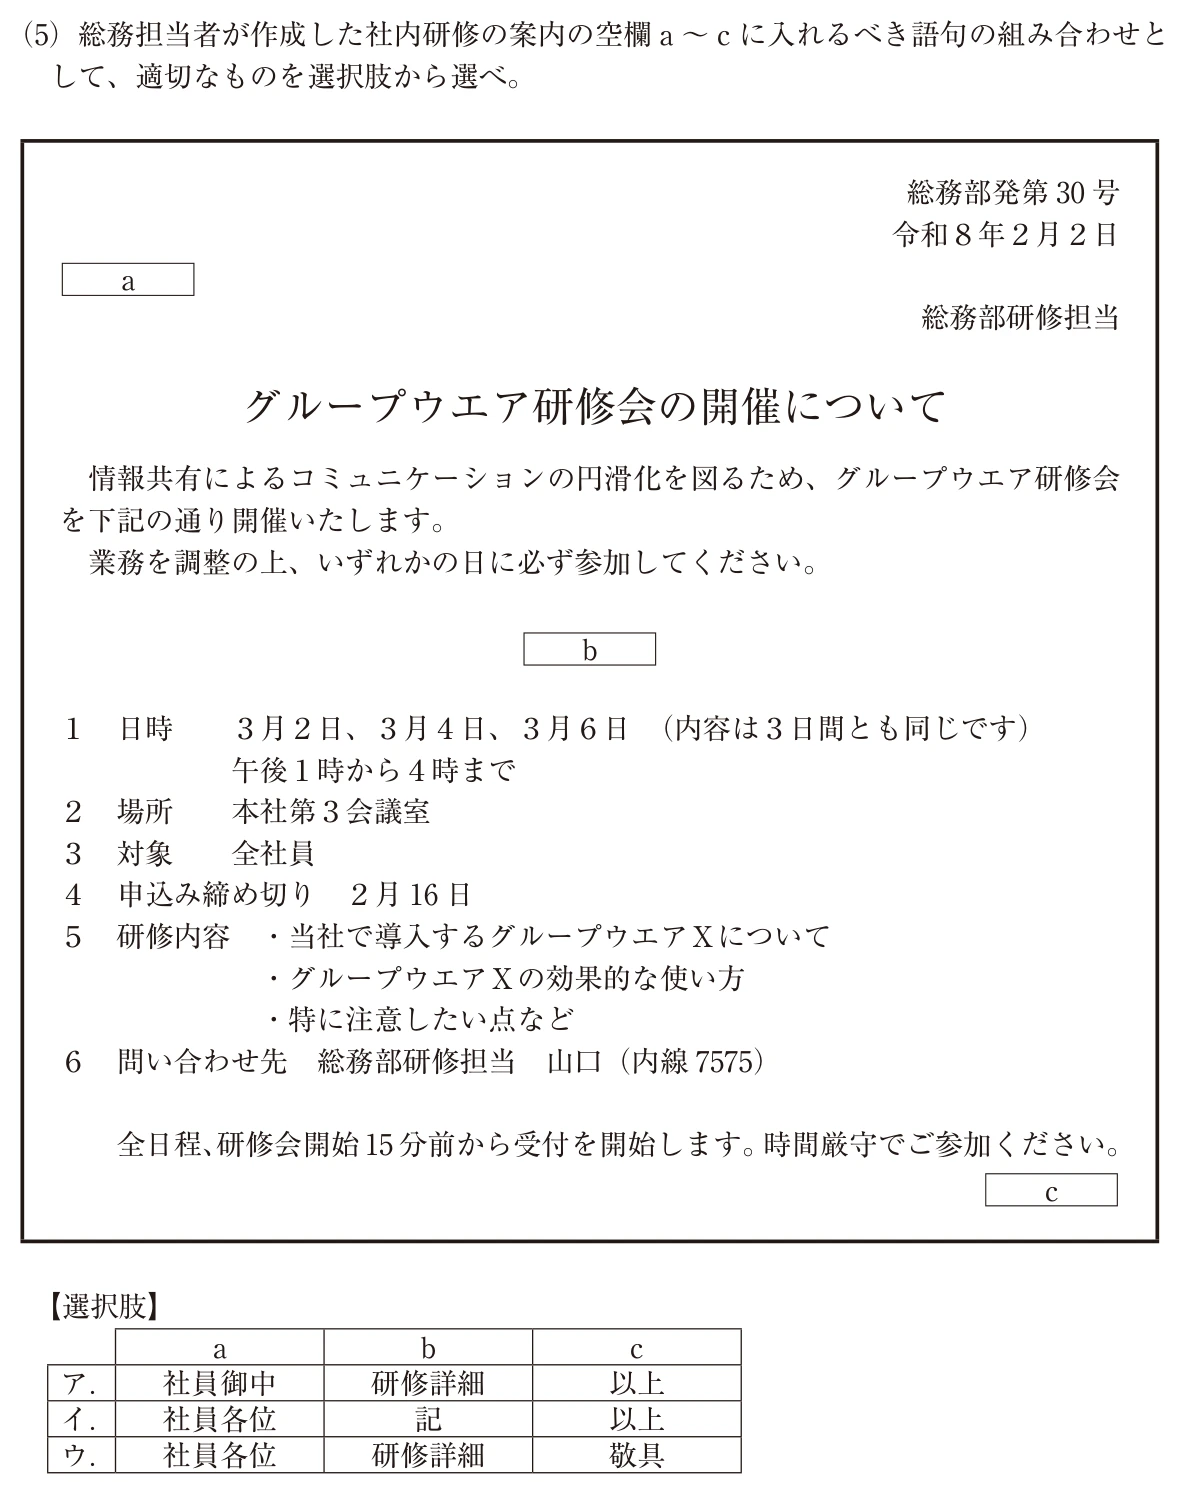 (5) 総務担当者が作成した社内研修の案内の空欄a～cに入れるべき語句の組み合わせと
して、適切なものを選択肢から選べ。
総務部発第30号
令和８年２月２日
a
総務部研修担当
グループウエア研修会の開催について
情報共有によるコミュニケーションの円滑化を図るため、グループウエア研修会
を下記の通り開催いたします。
業務を調整の上、いずれかの日に必ず参加してください。
b
1 日時 ３月２日、３月４日、３月６日 （内容は３日間とも同じです）
午後１時から４時まで
2 場所 本社第３会議室
3 対象 全社員
4 申込み締め切り ２月16日
5 研修内容 ・当社で導入するグループウエアＸについて
・グループウエアＸの効果的な使い方
・特に注意したい点など
6 問い合わせ先 総務部研修担当 山口（内線7575）
全日程、研修会開始15分前から受付を開始します。時間厳守でご参加ください。
c
【選択肢】
a b c
ア. 社員御中 研修詳細 以上
イ. 社員各位 記 以上
ウ. 社員各位 研修詳細 敬具